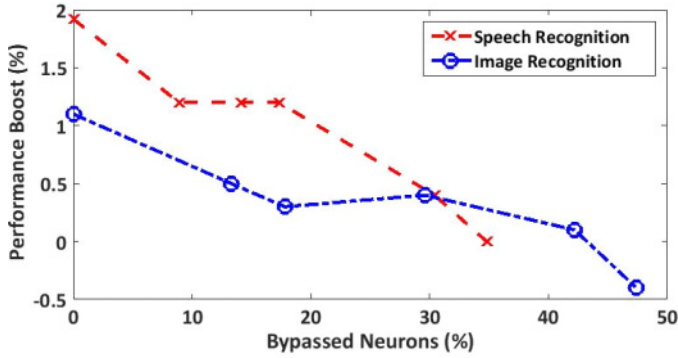 2
1.5
1
0.5
0
-0.5
Performance Boost (%)
Speech Recognition
Image Recognition
0 10 20 30 40 50
Bypassed Neurons (%)